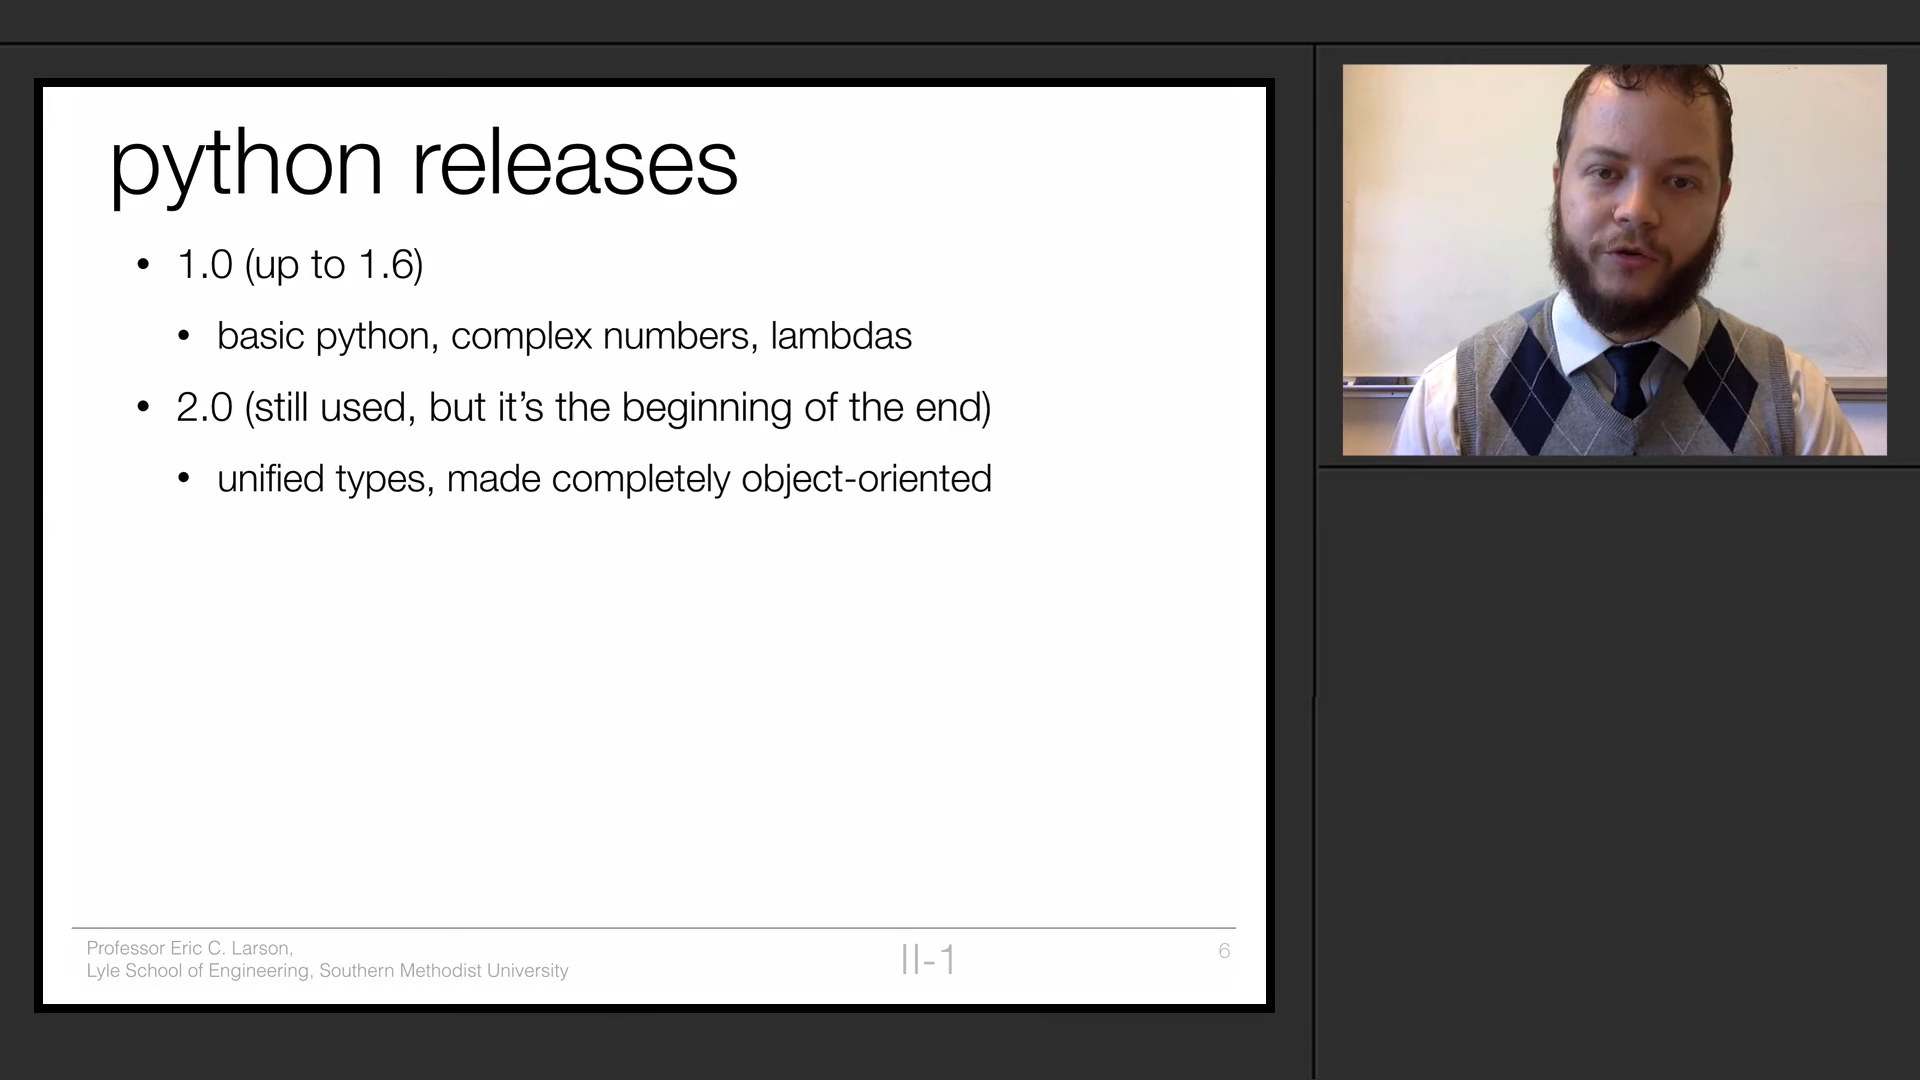 python releases
• 1.0 (up to 1.6)
• basic python, complex numbers, lambdas
• 2.0 (still used, but it’s the beginning of the end)
• unified types, made completely object-oriented
Professor Eric C. Larson,
Lyle School of Engineering, Southern Methodist University
II-1
6